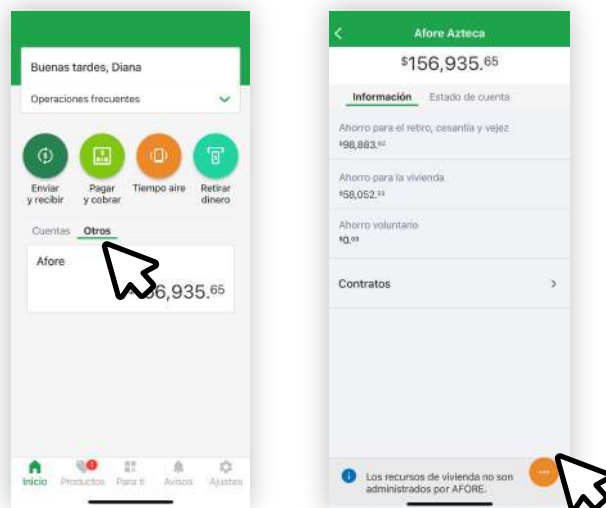 Buenas tardes, Diana
Operaciones frecuentes
Enviar
y recibir
Pagar
y cobrar
Tiempo aire
Retirar
dinero
Cuentas Otros
Afore
6,935.65
Inicio Productos Para ti Avisos Ajustes
Afore Azteca
$156,935.65
Información Estado de cuenta
Ahorro para el retiro, cesantía y vejez
$98,883.
Ahorro para la vivienda
$58,052.
Ahorro voluntario
$0.00
Contratos
Los recursos de vivienda no son
administrados por AFORE.